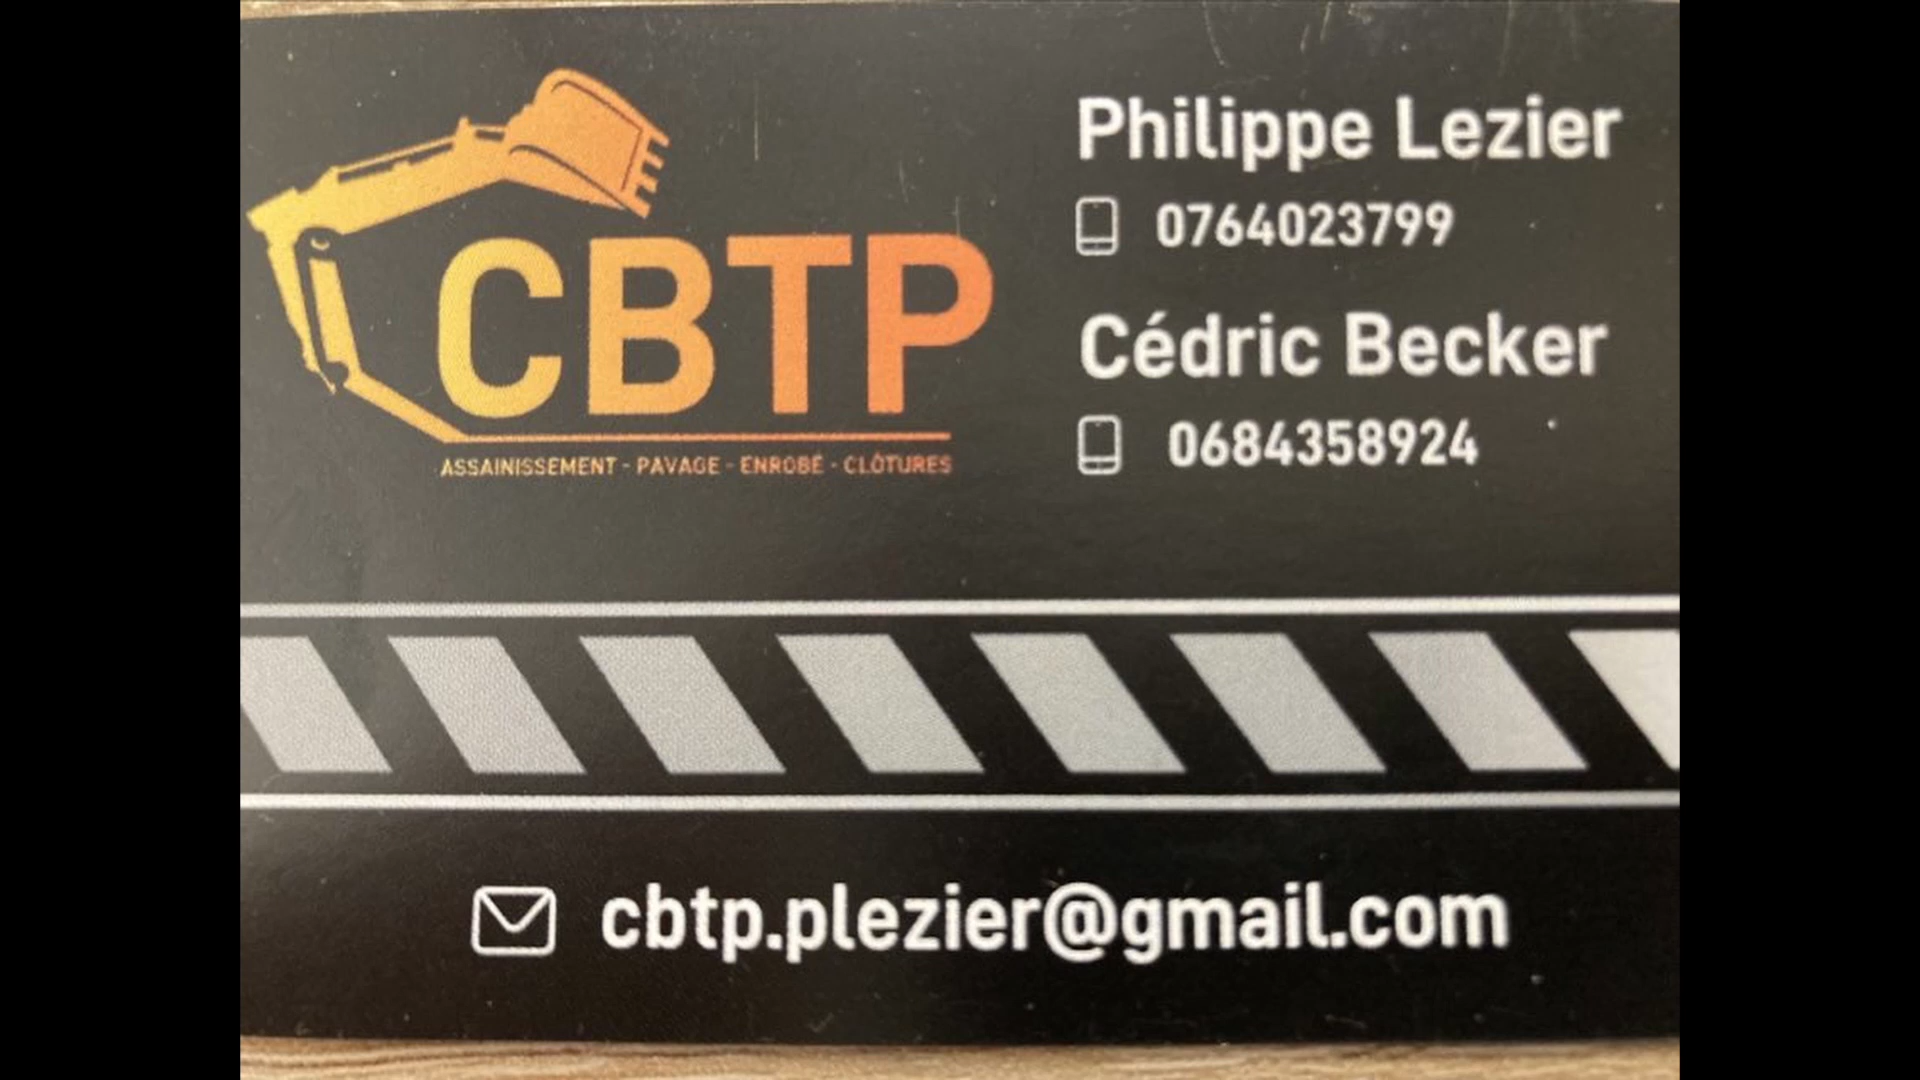 CBTP
ASSAINISSEMENT - PAVAGE - ENROBÉ - CLÔTURES
Philippe Lezier
0764023799
Cédric Becker
0684358924
cbtp.plezier@gmail.com